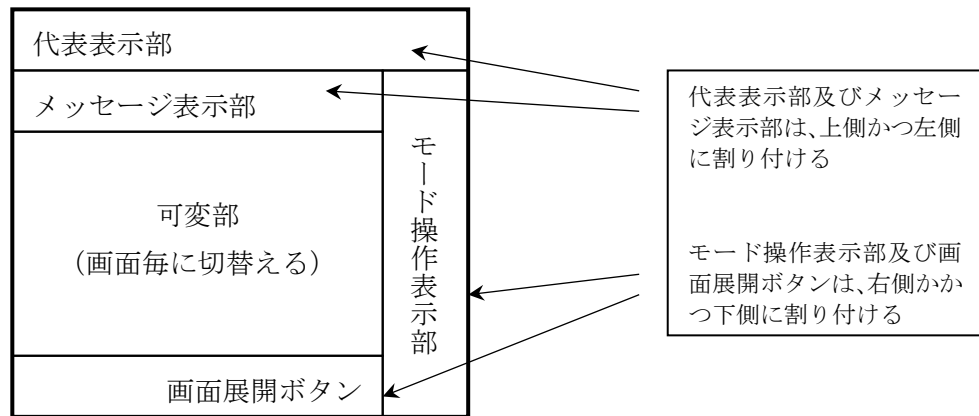 代表表示部
メッセージ表示部
モード操作表示部
可変部
(画面毎に切替える)
画面展開ボタン
代表表示部及びメッセー
ジ表示部は、上側かつ左側
に割り付ける
モード操作表示部及び画
面展開ボタンは、右側かか
つ下側に割り付ける